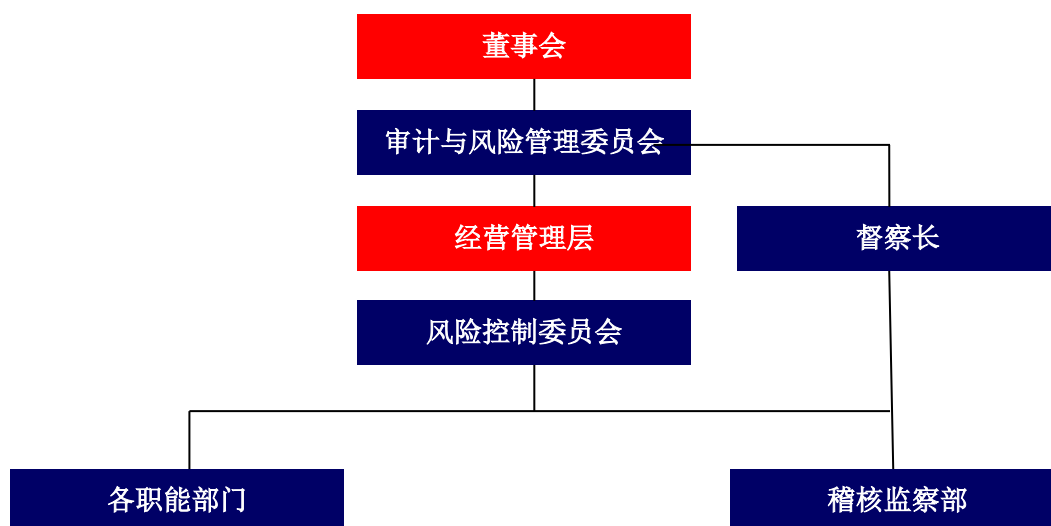 董事会
审计与风险管理委员会
经营管理层
督察长
风险控制委员会
各职能部门
稽核监察部